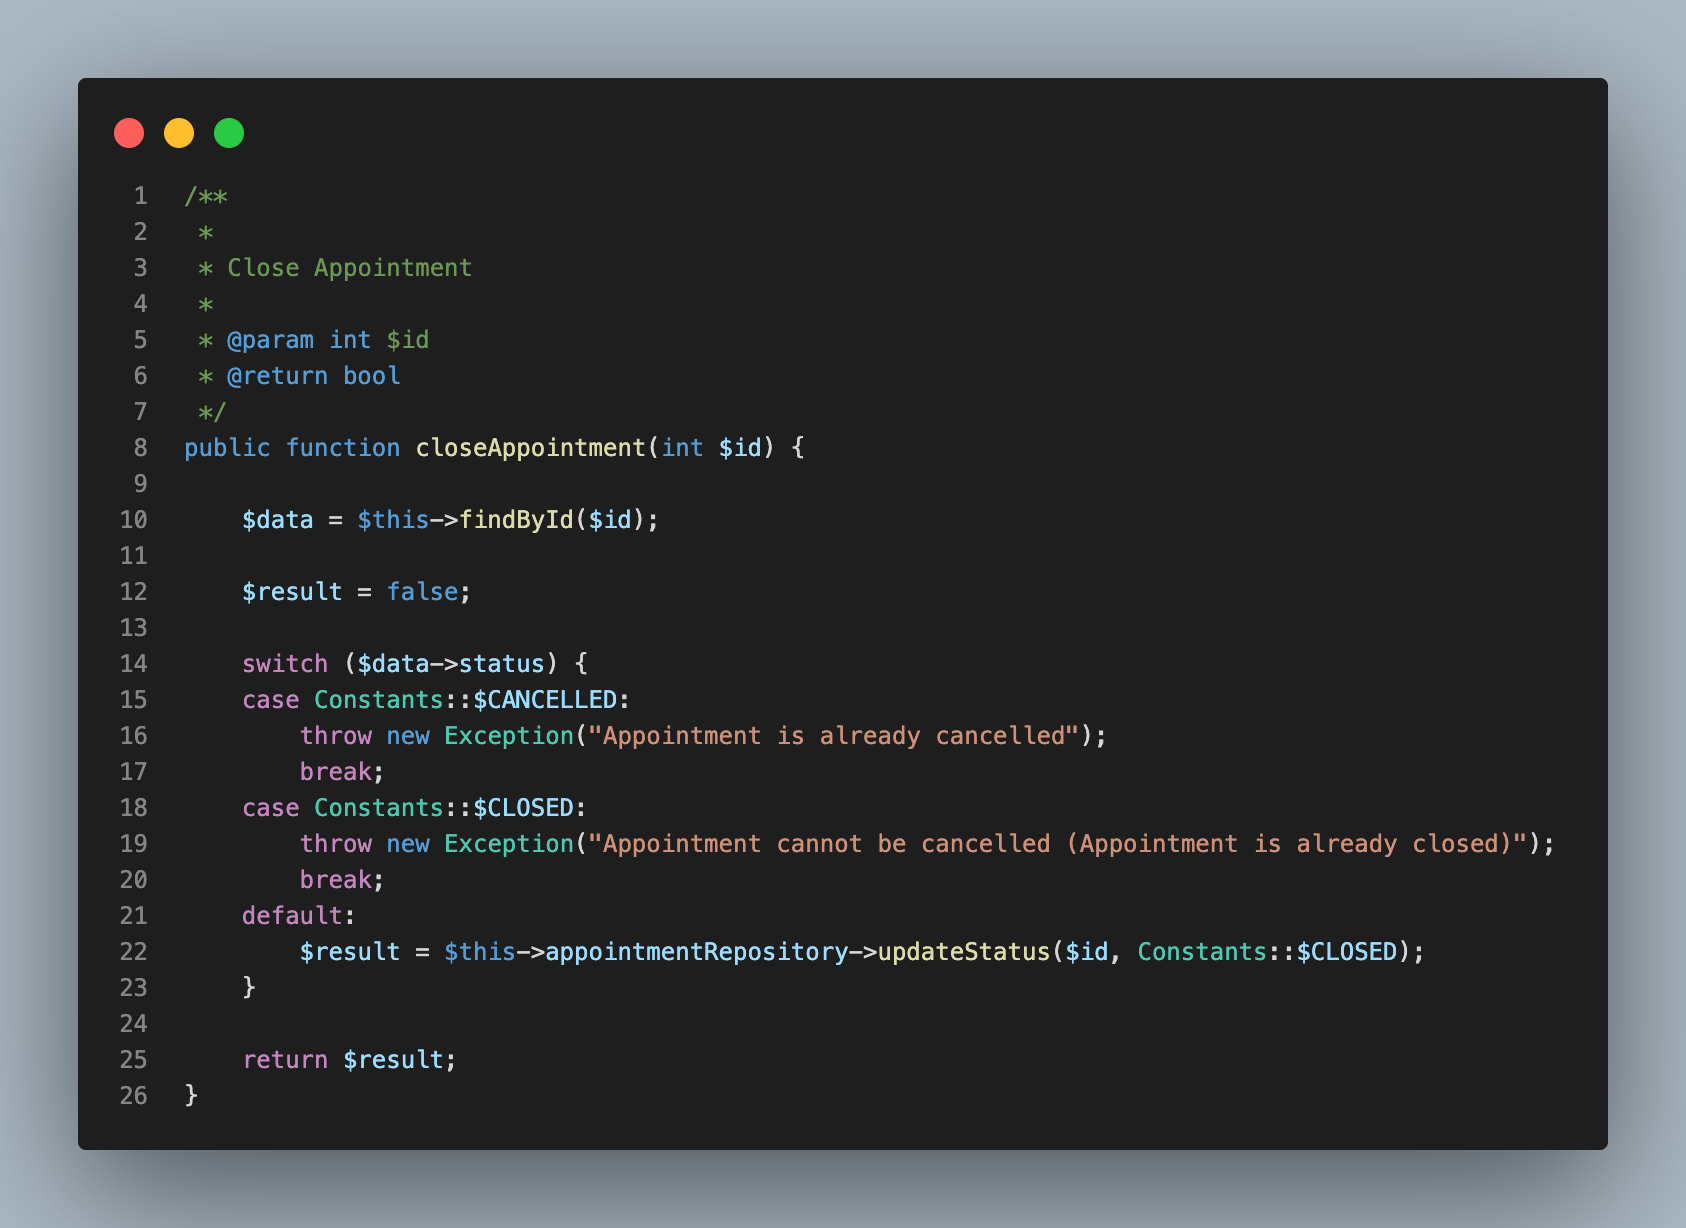 1 /**
2  *
3  * Close Appointment
4  *
5  * @param int $id
6  * @return bool
7  */
8 public function closeAppointment(int $id) {
9
10     $data = $this->findById($id);
11
12     $result = false;
13
14     switch ($data->status) {
15     case Constants::$CANCELLED:
16         throw new Exception("Appointment is already cancelled");
17         break;
18     case Constants::$CLOSED:
19         throw new Exception("Appointment cannot be cancelled (Appointment is already closed)");
20         break;
21     default:
22         $result = $this->appointmentRepository->updateStatus($id, Constants::$CLOSED);
23     }
24
25     return $result;
26 }